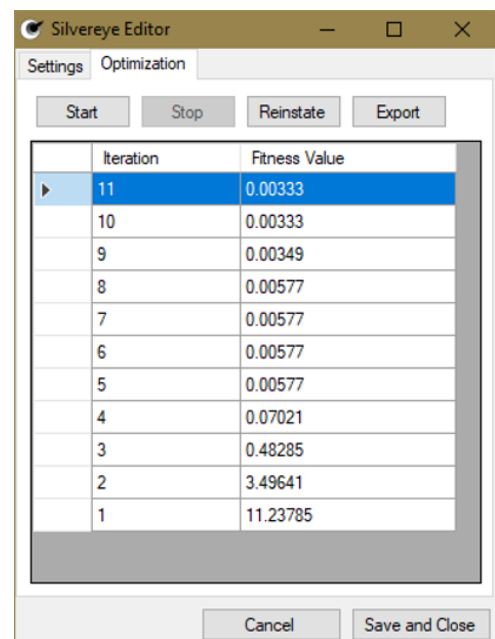 Silvereye Editor
Settings Optimization
Start Stop Reinstate Export
Iteration Fitness Value
11 0.00333
10 0.00333
9 0.00349
8 0.00577
7 0.00577
6 0.00577
5 0.00577
4 0.07021
3 0.48285
2 3.49641
1 11.23785
Cancel Save and Close